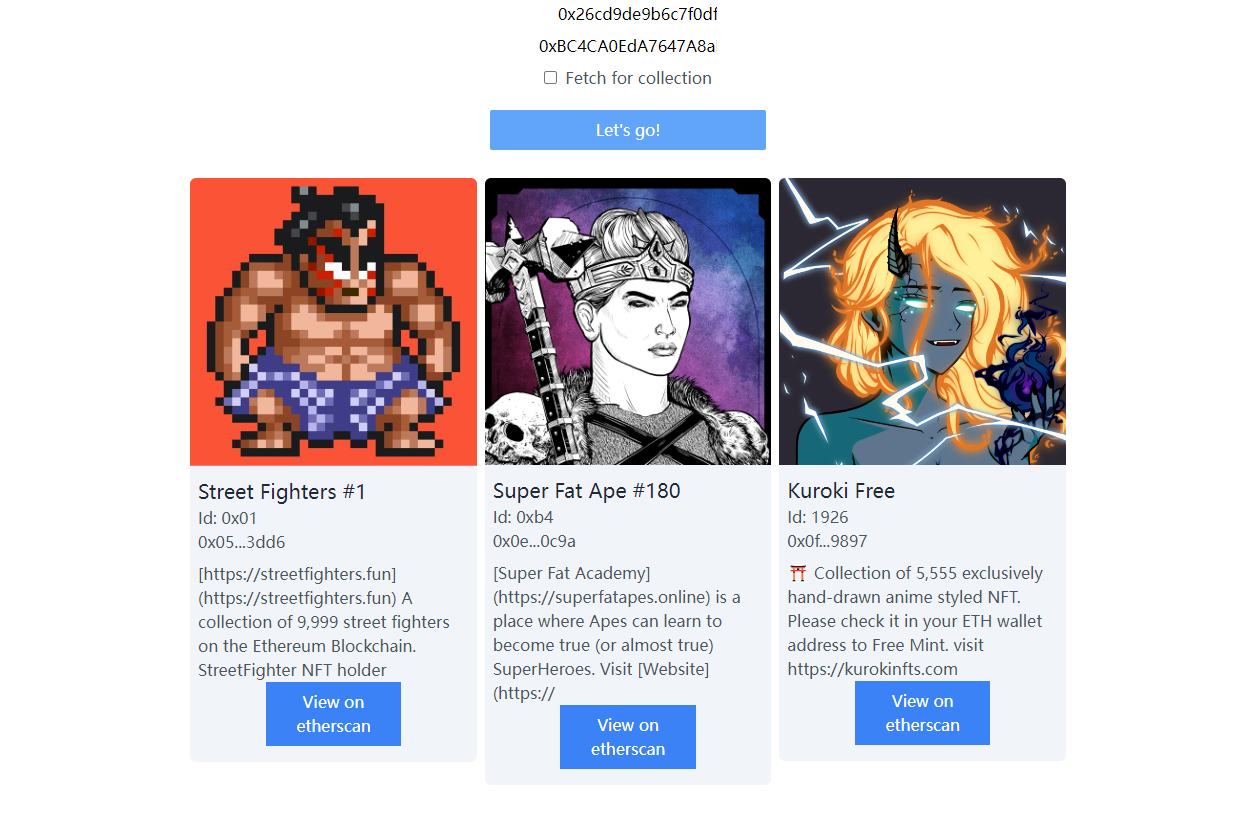 0x26cd9de9b6c7f0df
0xBC4CA0EdA7647A8a
Fetch for collection
Let's go!
Street Fighters #1
Id: 0x01
0x05...3dd6
[https://streetfighters.fun]
(https://streetfighters.fun) A
collection of 9,999 street fighters
on the Ethereum Blockchain.
StreetFighter NFT holder
View on
etherscan
Super Fat Ape #180
Id: 0xb4
0x0e...0c9a
[Super Fat Academy]
(https://superfatapes.online) is a
place where Apes can learn to
become true (or almost true)
SuperHeroes. Visit [Website]
(https://
View on
etherscan
Kuroki Free
Id: 1926
0x0f...9897
⛩️ Collection of 5,555 exclusively
hand-drawn anime styled NFT.
Please check it in your ETH wallet
address to Free Mint. visit
https://kurokinfts.com
View on
etherscan